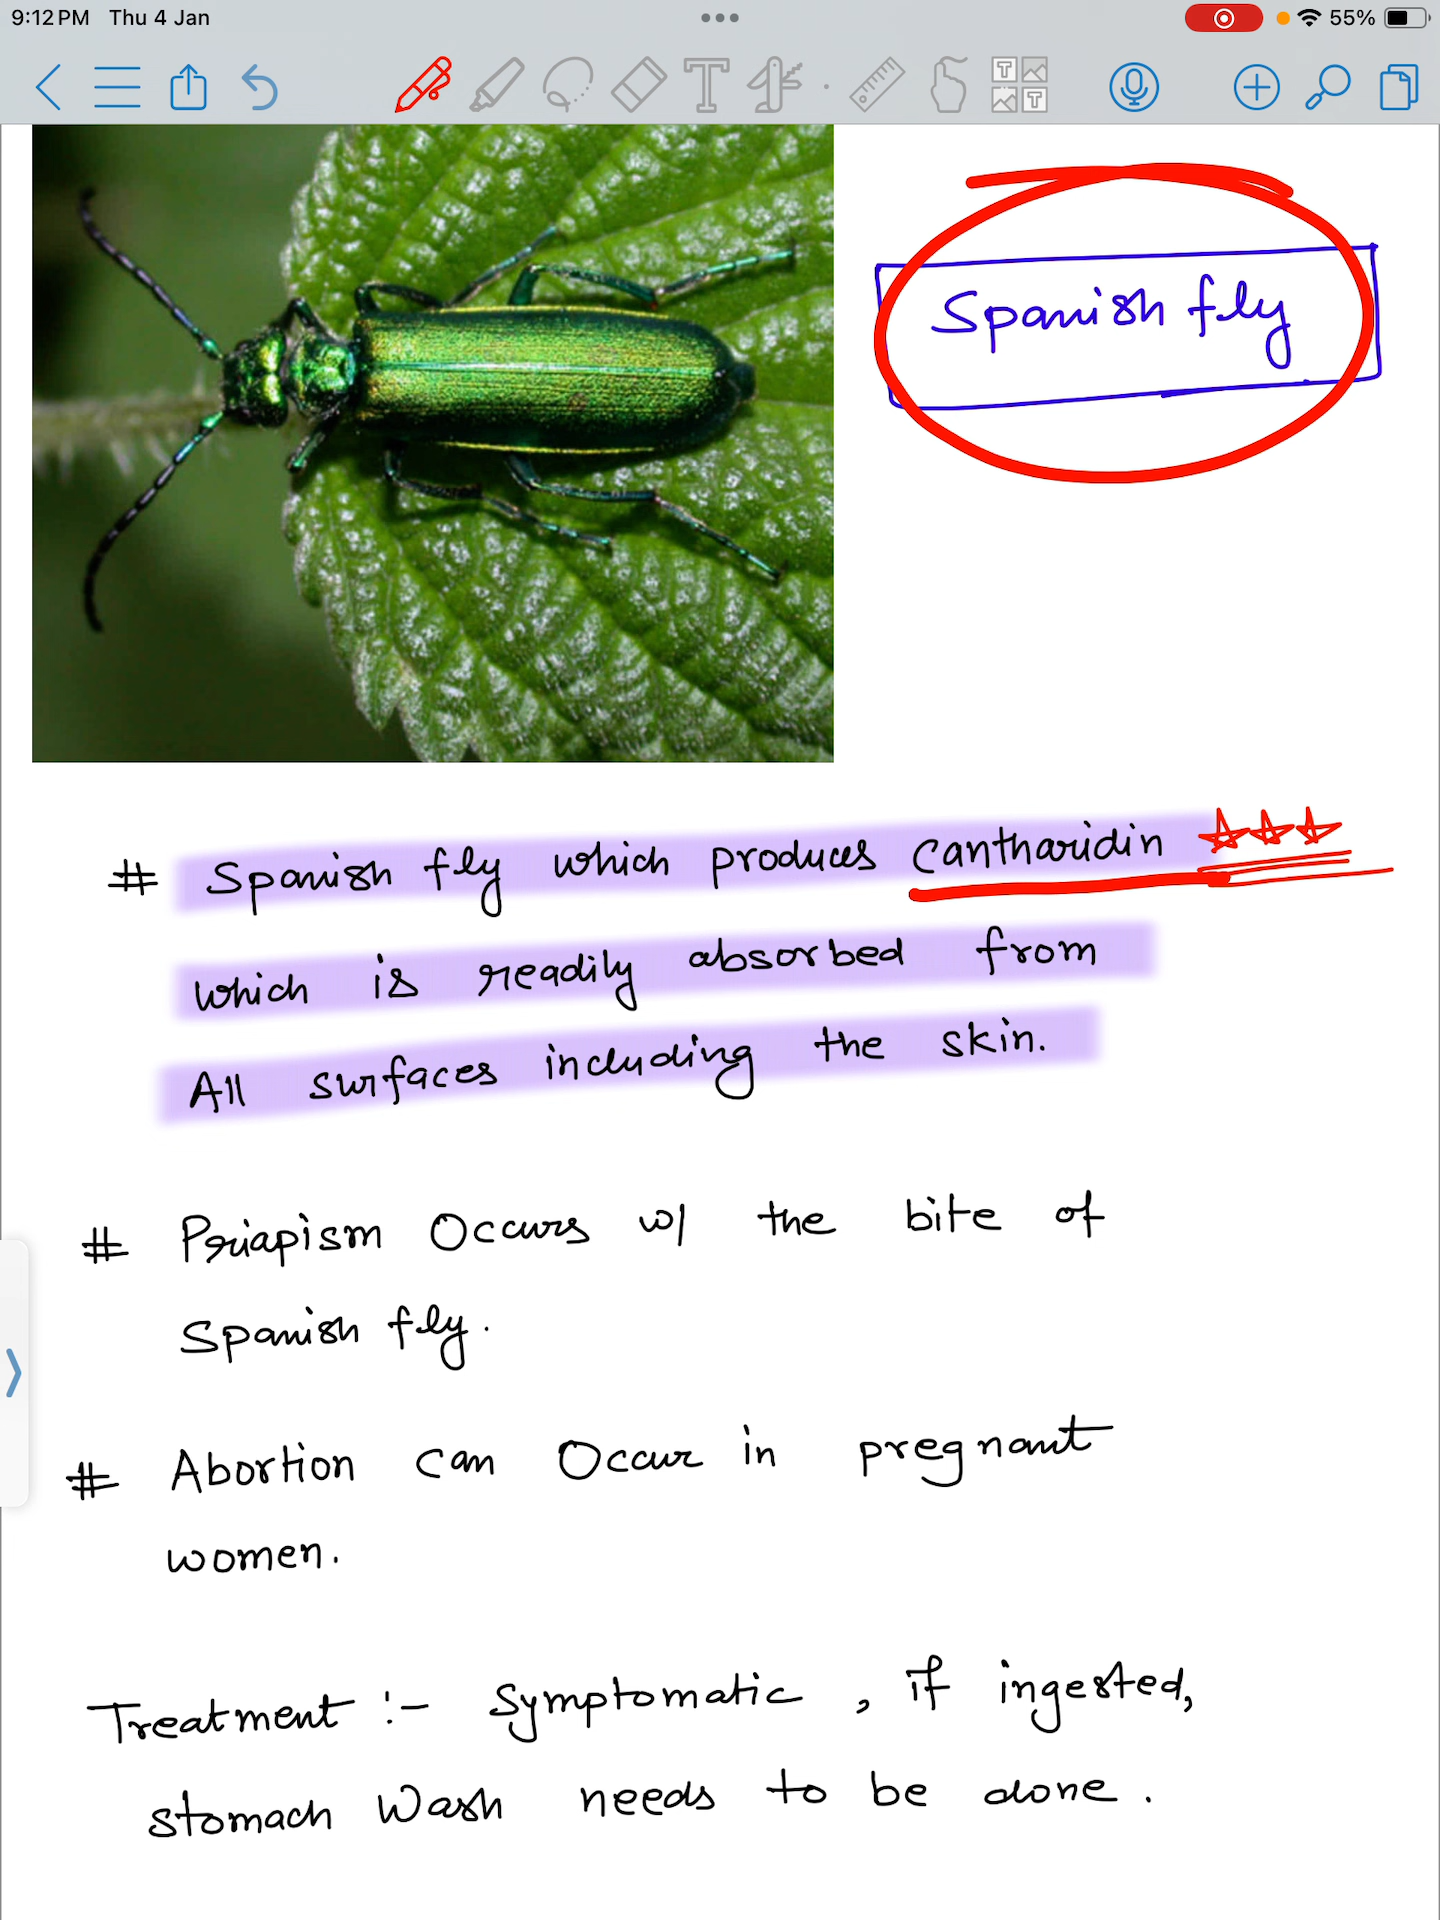 9:12 PM Thu 4 Jan
55%
Spanish fly
# Spanish fly which produces cantharidin
which is readily absorbed from
All surfaces including the skin.
# Priapism Occurs w/ the bite of
Spanish fly.
# Abortion can Occur in pregnant
women.
Treatment :- Symptomatic, if ingested,
stomach Wash needs to be done.